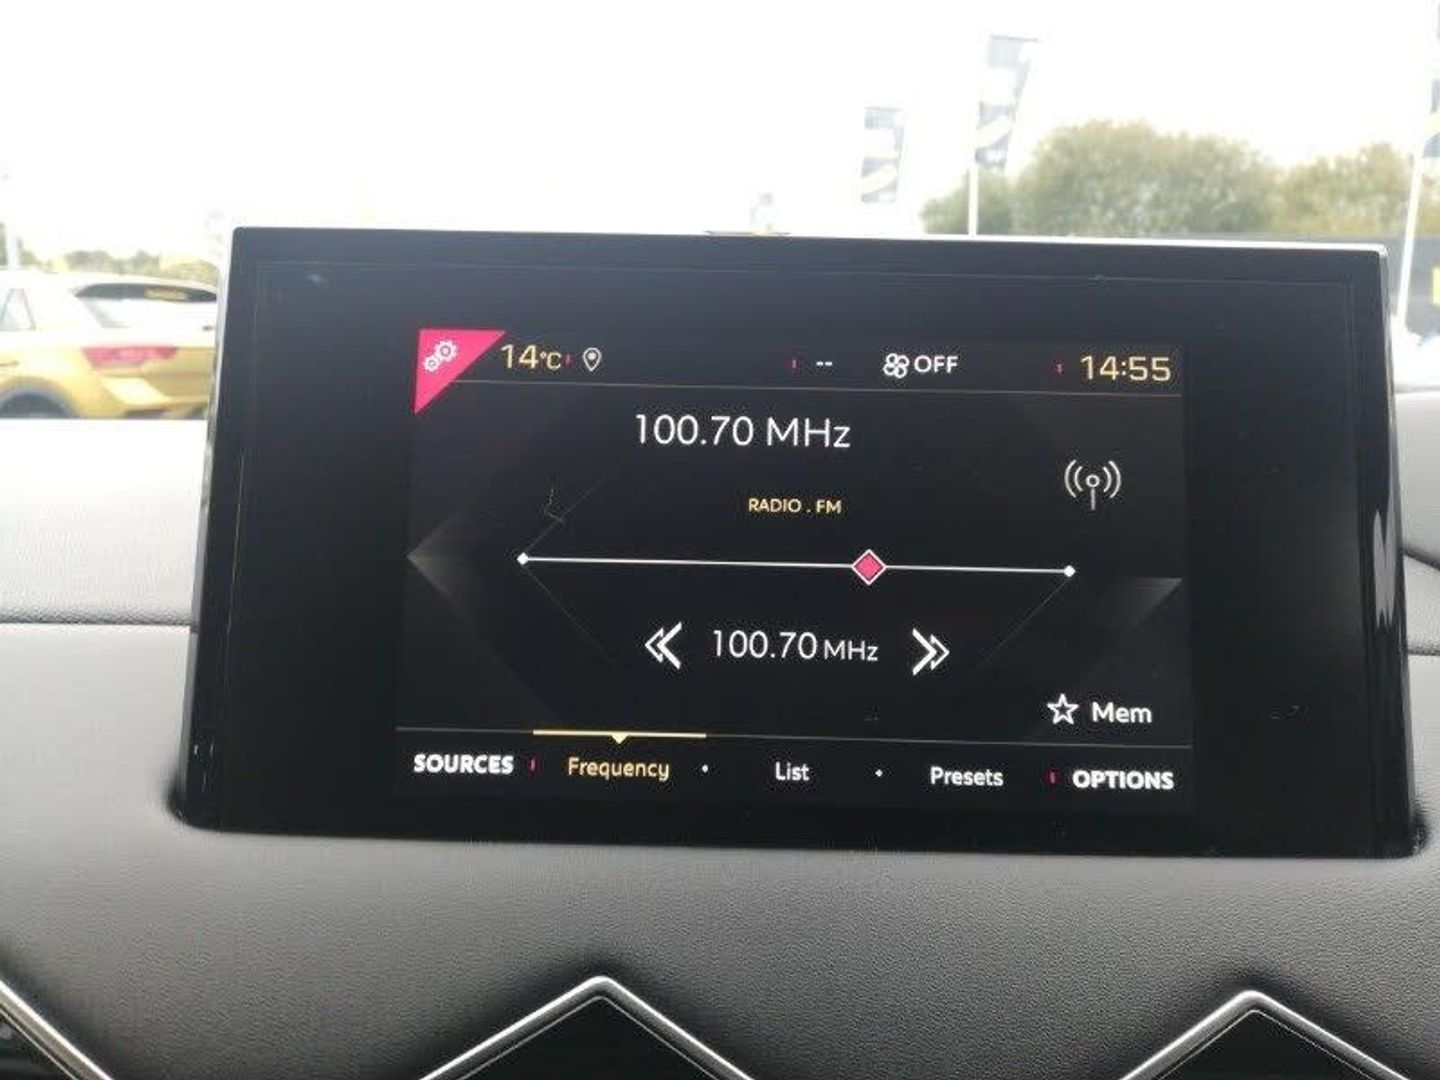 14°C -- OFF 14:55
100.70 MHz
RADIO . FM
100.70 MHz
Mem
SOURCES Frequency • List • Presets OPTIONS